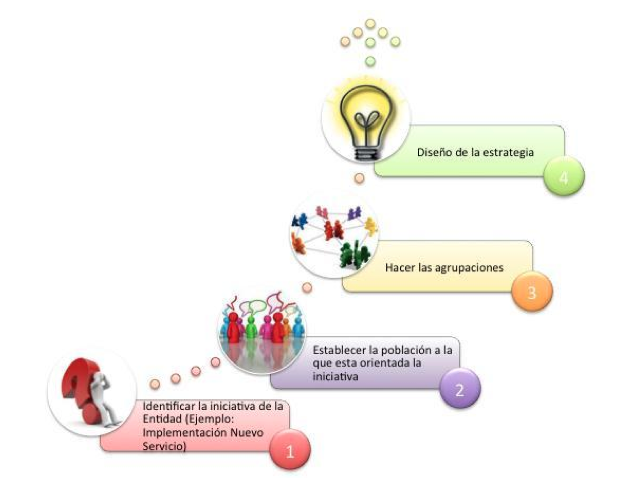 Diseño de la estrategia
4
Hacer las agrupaciones
3
Establecer la población a la
que esta orientada la
iniciativa
2
Identificar la iniciativa de la
Entidad (Ejemplo:
Implementación Nuevo
Servicio)
1